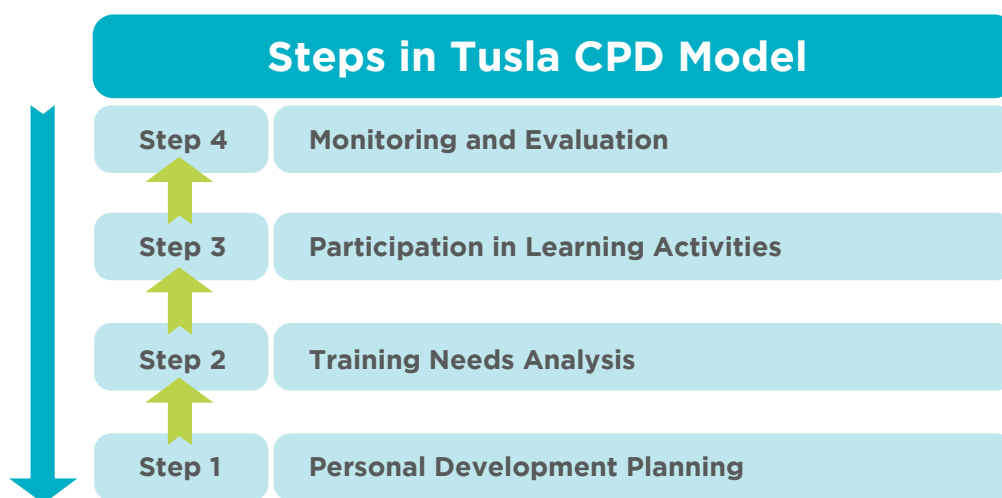 Steps in Tusla CPD Model
Step 4 Monitoring and Evaluation
Step 3 Participation in Learning Activities
Step 2 Training Needs Analysis
Step 1 Personal Development Planning